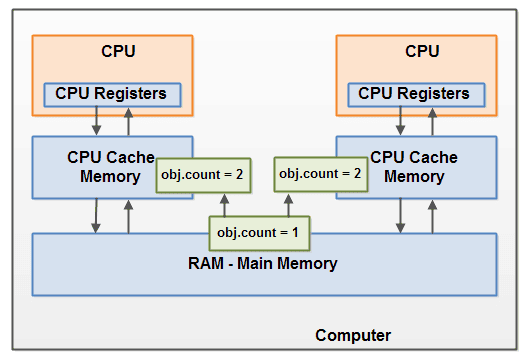 CPU
CPU
CPU Registers
CPU Registers
CPU Cache
Memory
obj.count = 2
obj.count = 2
CPU Cache
Memory
obj.count = 1
RAM - Main Memory
Computer